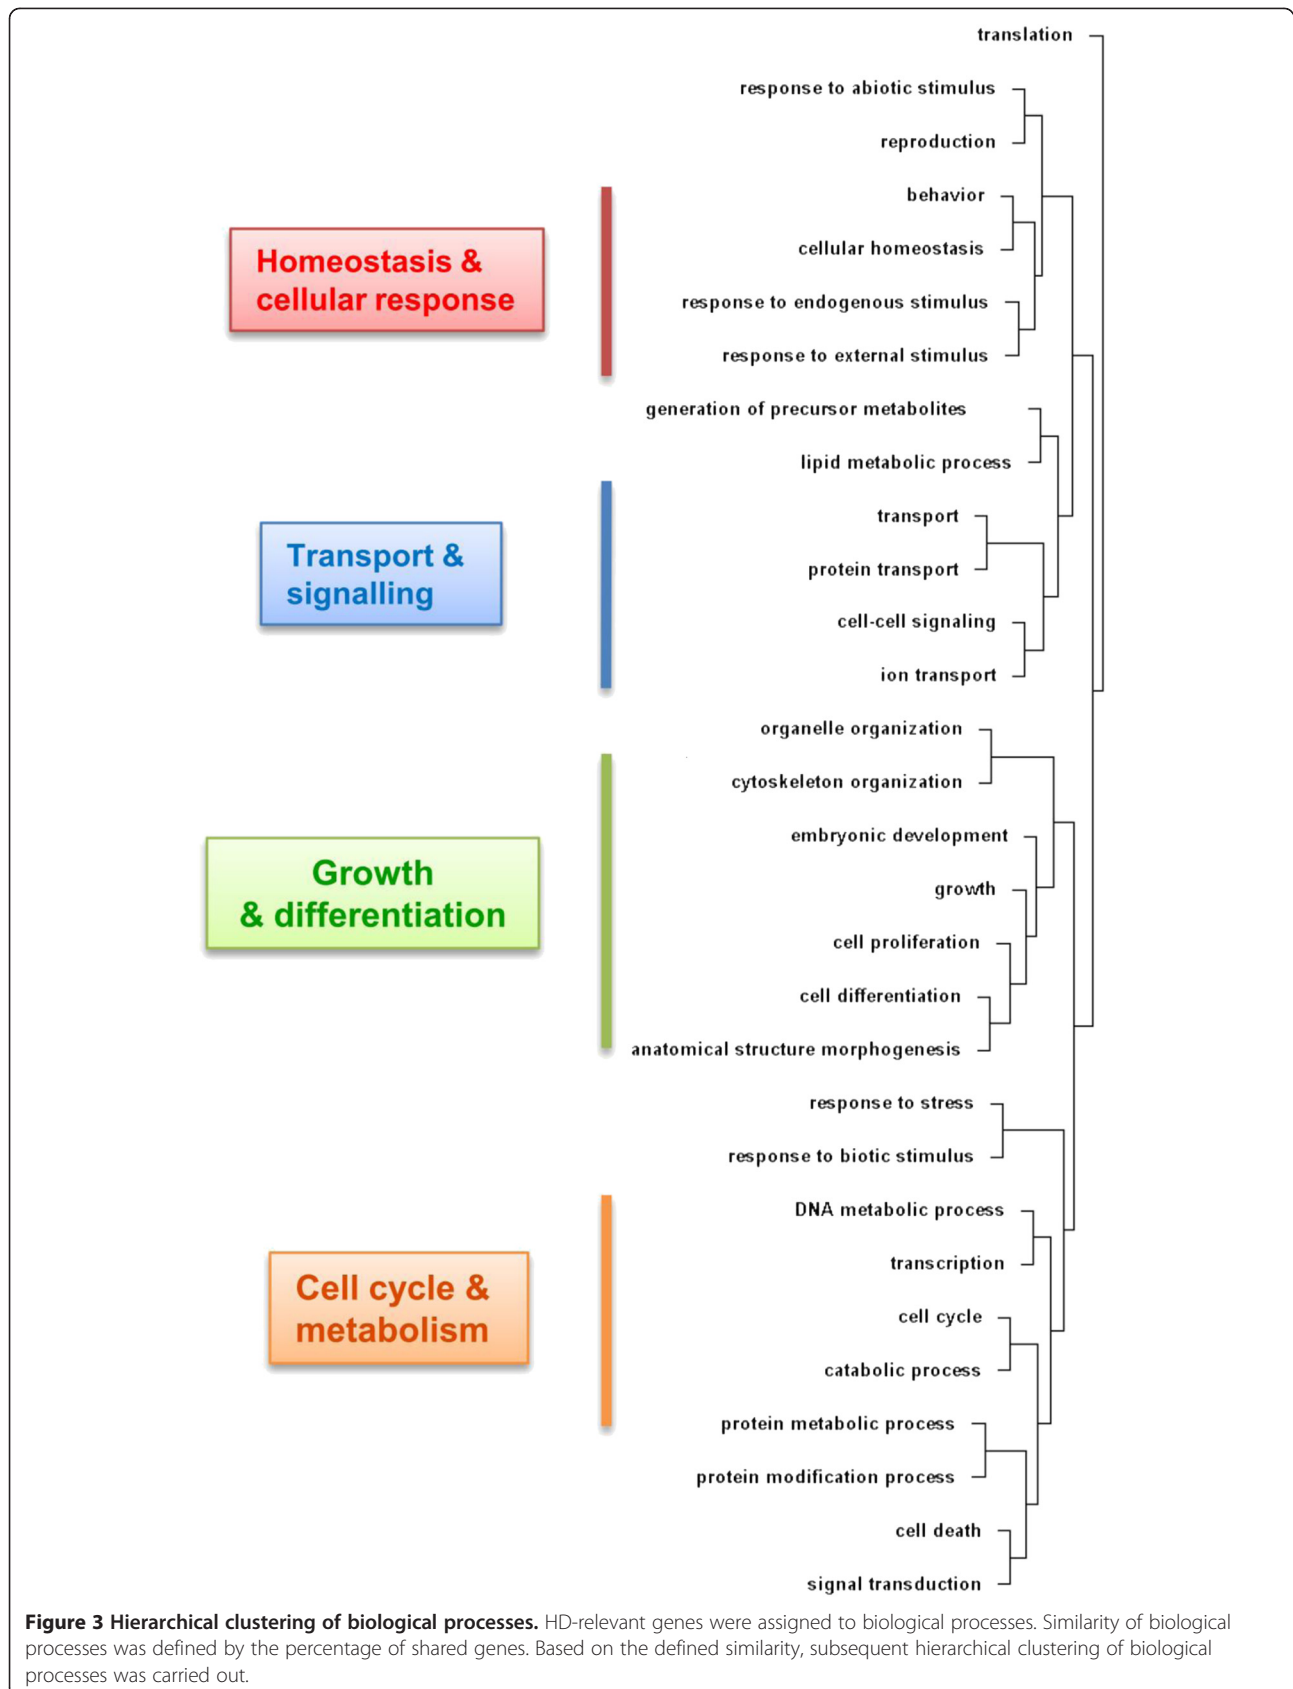 translation
response to abiotic stimulus
reproduction
behavior
cellular homeostasis
response to endogenous stimulus
response to external stimulus
Homeostasis &
cellular response
generation of precursor metabolites
lipid metabolic process
transport
protein transport
cell-cell signaling
ion transport
Transport &
signalling
organelle organization
cytoskeleton organization
embryonic development
growth
cell proliferation
cell differentiation
anatomical structure morphogenesis
Growth
& differentiation
response to stress
response to biotic stimulus
DNA metabolic process
transcription
cell cycle
catabolic process
protein metabolic process
protein modification process
cell death
signal transduction
Cell cycle &
metabolism
Figure 3 Hierarchical clustering of biological processes. HD-relevant genes were assigned to biological processes. Similarity of biological
processes was defined by the percentage of shared genes. Based on the defined similarity, subsequent hierarchical clustering of biological
processes was carried out.